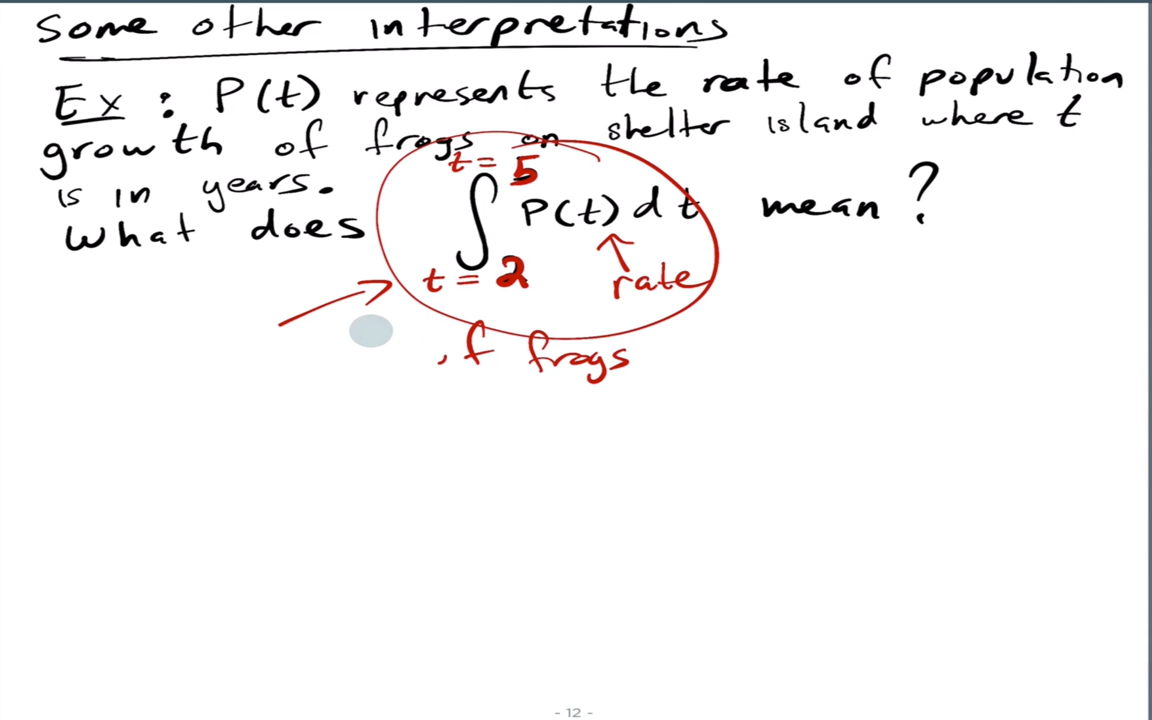 Some other interpretations
Ex : P(t) represents the rate of population
growth of frogs on shelter island where t
is in years.
What does ∫ P(t) dt mean ?
t = 5
t = 2
rate
f frogs
- 12 -